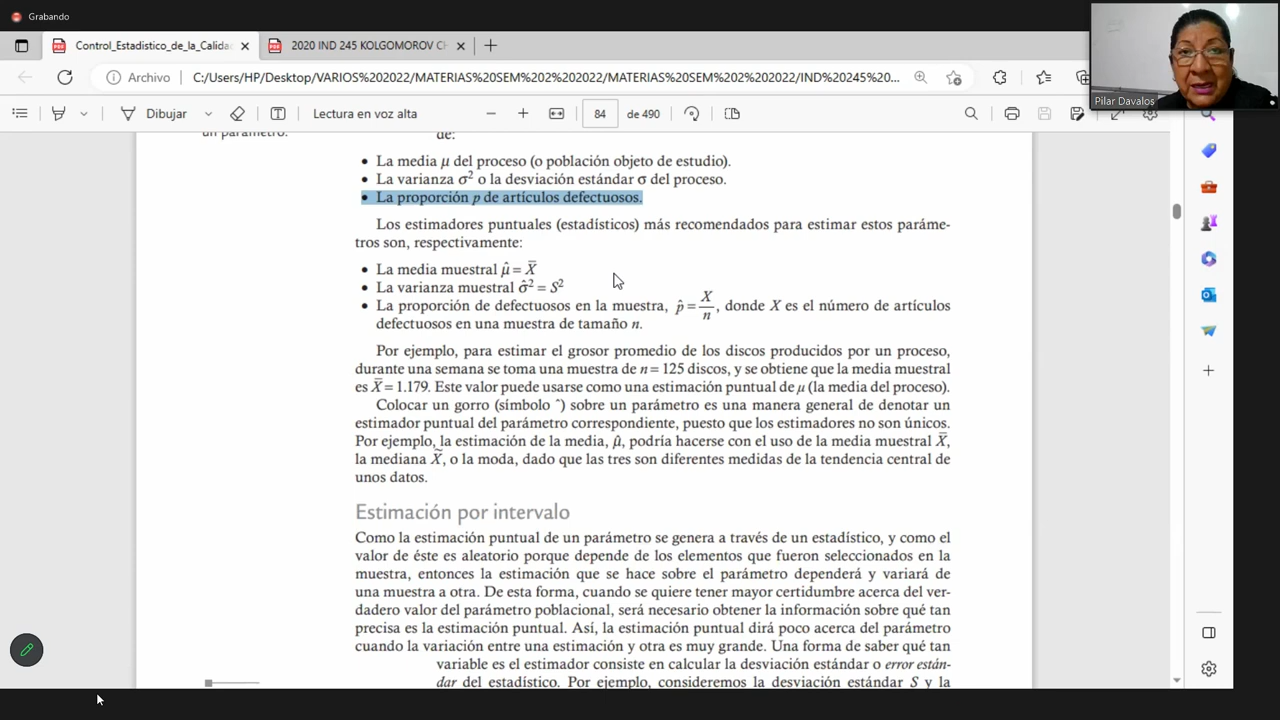 Grabando
Control_Estadistico_de_la_Calida
2020 IND 245 KOLGOMOROV CH
Archivo
C:/Users/HP/Desktop/VARIOS%202022/MATERIAS%20SEM%202%202022/MATERIAS%20SEM%202%202022/IND%20245%20...
Dibujar
Lectura en voz alta
84
de 490
Pilar Davalos
un parámetro.
de:
• La media μ del proceso (o población objeto de estudio).
• La varianza σ² o la desviación estándar σ del proceso.
• La proporción p de artículos defectuosos.
Los estimadores puntuales (estadísticos) más recomendados para estimar estos paráme-
tros son, respectivamente:
• La media muestral μ̂ = X̄
• La varianza muestral σ̂² = S²
• La proporción de defectuosos en la muestra, p̂ = X/n, donde X es el número de artículos
defectuosos en una muestra de tamaño n.
Por ejemplo, para estimar el grosor promedio de los discos producidos por un proceso,
durante una semana se toma una muestra de n = 125 discos, y se obtiene que la media muestral
es X̄ = 1.179. Este valor puede usarse como una estimación puntual de μ (la media del proceso).
Colocar un gorro (símbolo ˆ) sobre un parámetro es una manera general de denotar un
estimador puntual del parámetro correspondiente, puesto que los estimadores no son únicos.
Por ejemplo, la estimación de la media, μ̂, podría hacerse con el uso de la media muestral X̄,
la mediana X̃, o la moda, dado que las tres son diferentes medidas de la tendencia central de
unos datos.
Estimación por intervalo
Como la estimación puntual de un parámetro se genera a través de un estadístico, y como el
valor de éste es aleatorio porque depende de los elementos que fueron seleccionados en la
muestra, entonces la estimación que se hace sobre el parámetro dependerá y variará de
una muestra a otra. De esta forma, cuando se quiere tener mayor certidumbre acerca del ver-
dadero valor del parámetro poblacional, será necesario obtener la información sobre qué tan
precisa es la estimación puntual. Así, la estimación puntual dirá poco acerca del parámetro
cuando la variación entre una estimación y otra es muy grande. Una forma de saber qué tan
variable es el estimador consiste en calcular la desviación estándar o error están-
dar del estadístico. Por ejemplo, consideremos la desviación estándar S y la